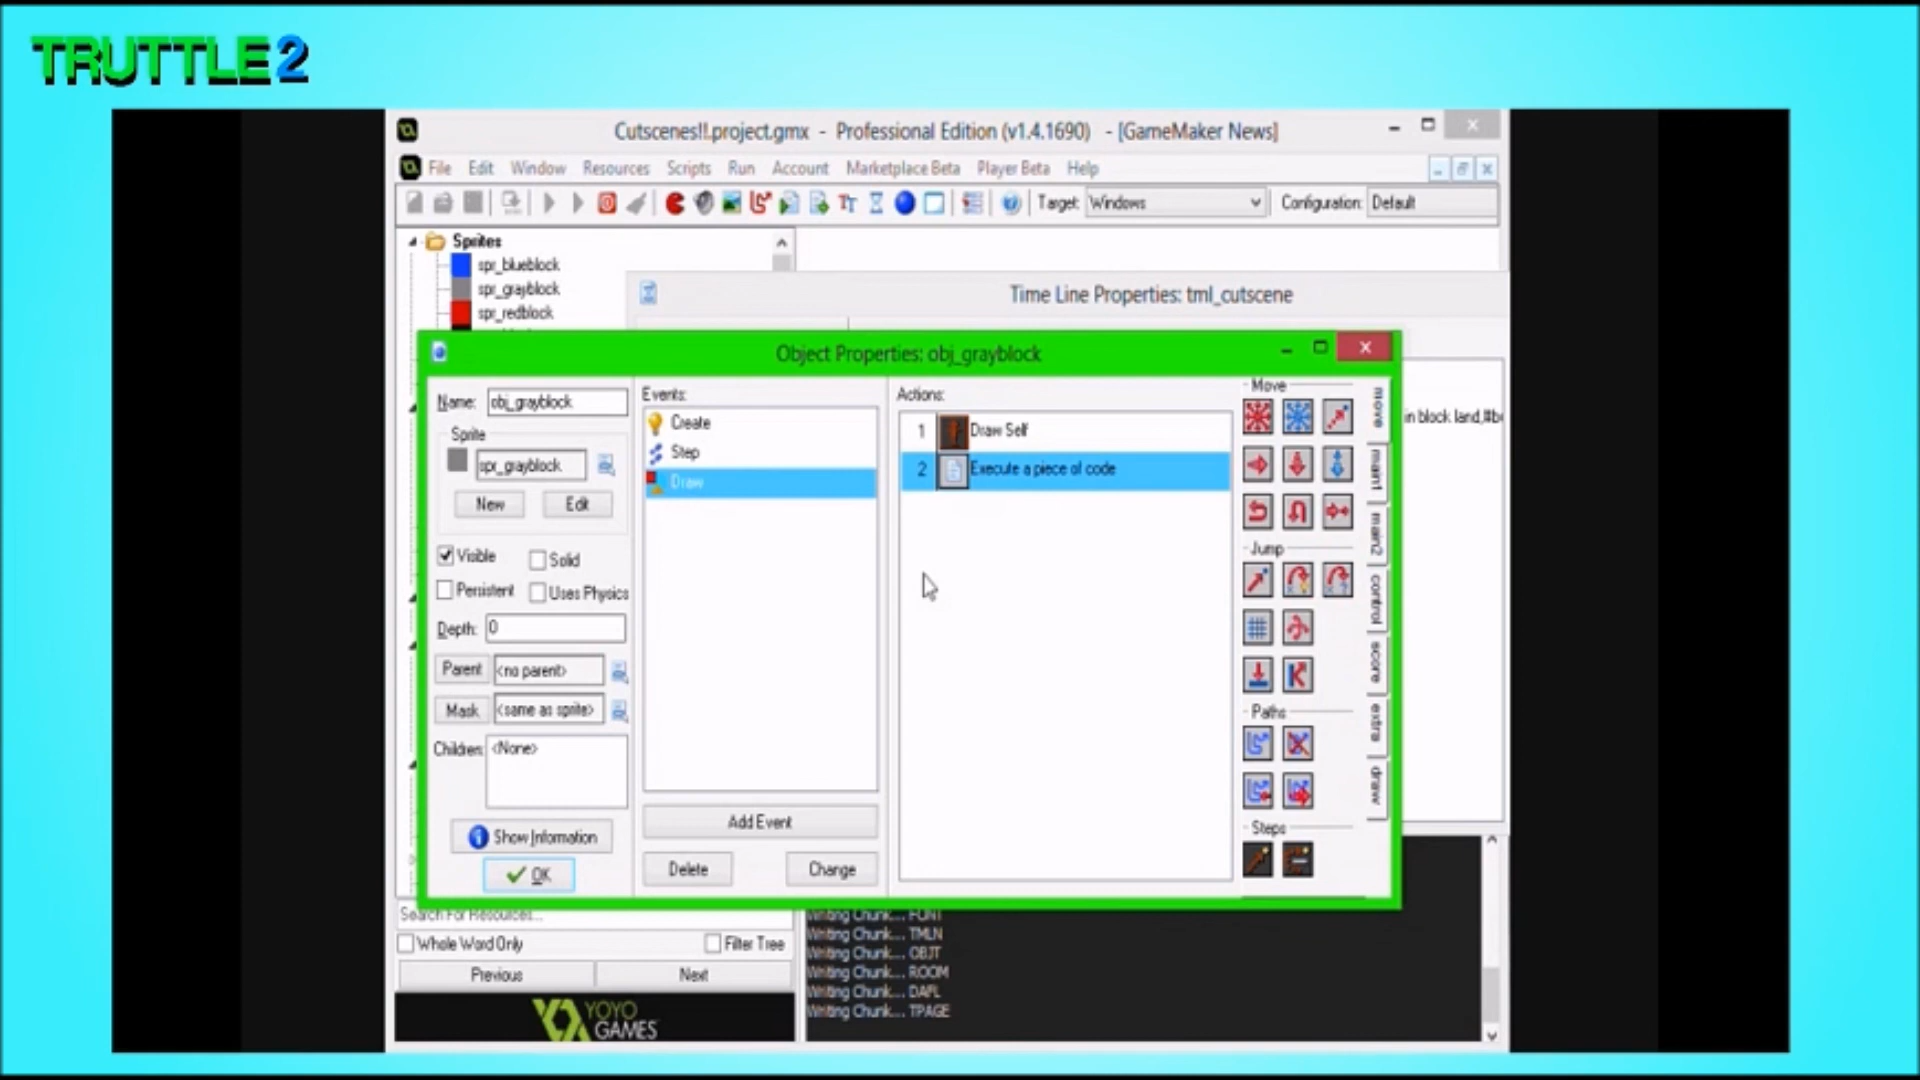 TRUTTLE2
Cutscenes!!.project.gmx - Professional Edition (v1.4.1690) - [GameMaker News]
File Edit Window Resources Scripts Run Account Marketplace Beta Player Beta Help
Target: Windows Configuration: Default
Sprites
spr_blueblock
spr_grayblock
spr_redblock
Time Line Properties: tml_cutscene
in block land,#b
Object Properties: obj_grayblock
Name: obj_grayblock
Sprite
spr_grayblock
New Edit
Visible Solid
Persistent Uses Physics
Depth: 0
Parent <no parent>
Mask <same as sprite>
Children: <None>
Show Information
OK
Events:
Create
Step
Draw
Add Event
Delete Change
Actions:
1 Draw Self
2 Execute a piece of code
Move
Jump
Paths
Steps
move
main1
main2
control
score
extra
draw
Search For Resources...
Whole Word Only Filter Tree
Previous Next
YOYO
GAMES
Writing Chunk... FONT
Writing Chunk... TMLN
Writing Chunk... OBJT
Writing Chunk... ROOM
Writing Chunk... DAFL
Writing Chunk... TPAGE